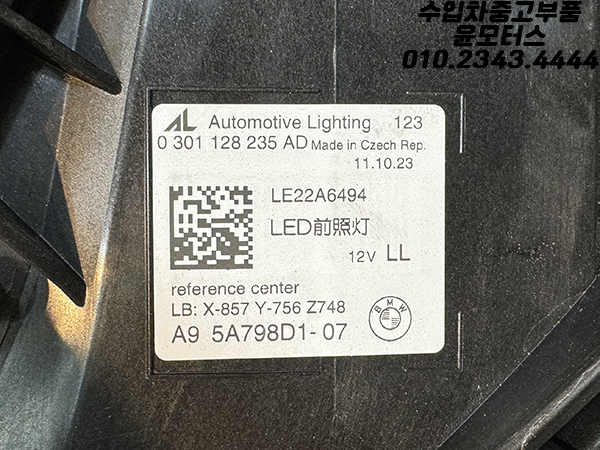 수입차중고부품
윤모터스
010.2343.4444
AL Automotive Lighting 123
0 301 128 235 AD Made in Czech Rep.
11.10.23
LE22A6494
LED前照灯
12V LL
reference center
LB: X-857 Y-756 Z748
BMW
A9 5A798D1- 07